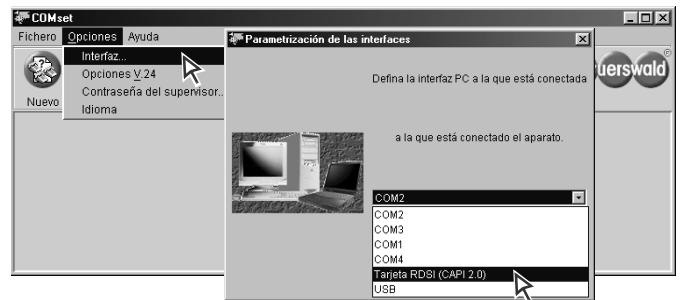 COMset
Fichero Opciones Ayuda
Nuevo
Interfaz...
Opciones V.24
Contraseña del supervisor..
Idioma
Parametrización de las interfaces
Defina la interfaz PC a la que está conectada
a la que está conectado el aparato.
COM2
COM2
COM3
COM1
COM4
Tarjeta RDSI (CAPI 2.0)
USB
uerswald
®